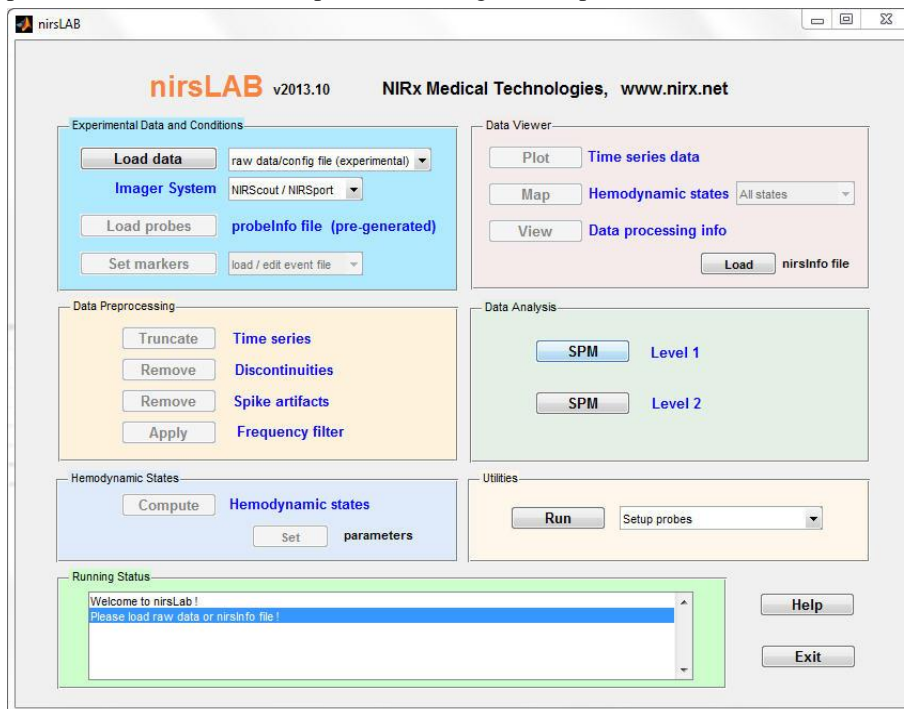 nirsLAB
nirsLAB v2013.10 NIRx Medical Technologies, www.nirx.net
Experimental Data and Conditions
Load data raw data/config file (experimental)
Imager System NIRScout / NIRSport
Load probes probeInfo file (pre-generated)
Set markers load / edit event file
Data Viewer
Plot Time series data
Map Hemodynamic states All states
View Data processing info
Load nirsInfo file
Data Preprocessing
Truncate Time series
Remove Discontinuities
Remove Spike artifacts
Apply Frequency filter
Data Analysis
SPM Level 1
SPM Level 2
Hemodynamic States
Compute Hemodynamic states
Set parameters
Utilities
Run Setup probes
Running Status
Welcome to nirsLab !
Please load raw data or nirsInfo file !
Help
Exit